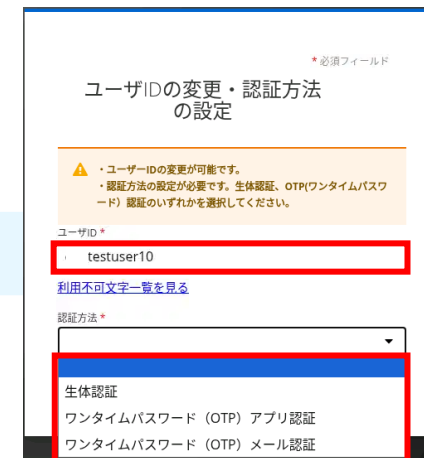 * 必須フィールド
ユーザIDの変更・認証方法
の設定
・ユーザーIDの変更が可能です。
・認証方法の設定が必要です。生体認証、OTP(ワンタイムパスワ
ード）認証のいずれかを選択してください。
ユーザID *
testuser10
利用不可文字一覧を見る
認証方法 *
生体認証
ワンタイムパスワード（OTP）アプリ認証
ワンタイムパスワード（OTP）メール認証